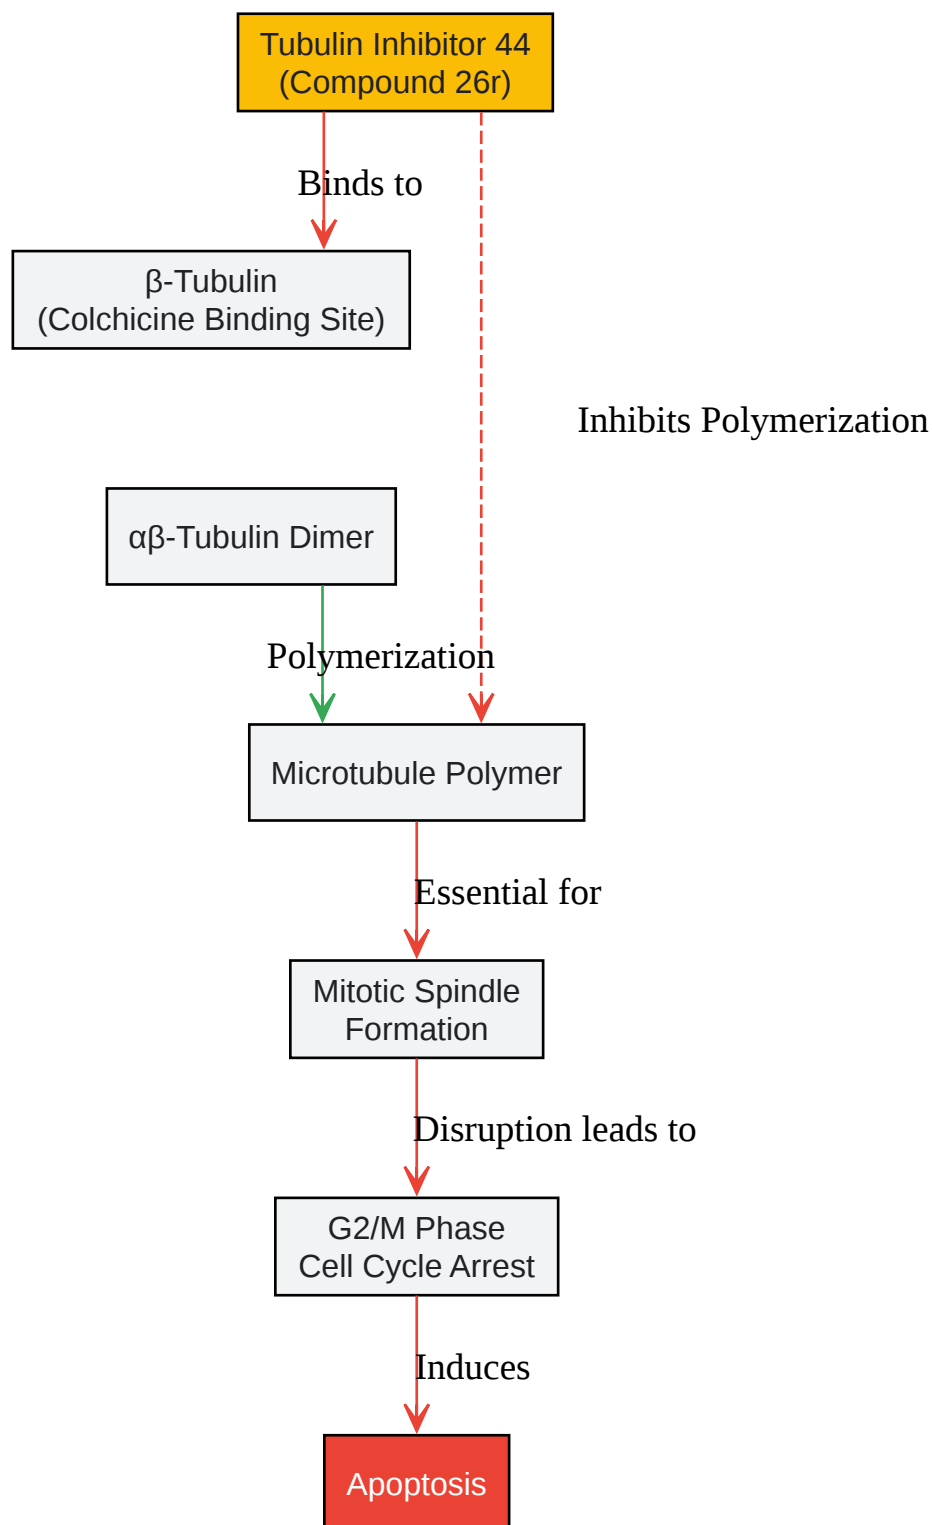 Tubulin Inhibitor 44
(Compound 26r)
Binds to
β-Tubulin
(Colchicine Binding Site)
Inhibits Polymerization
αβ-Tubulin Dimer
Polymerization
Microtubule Polymer
Essential for
Mitotic Spindle
Formation
Disruption leads to
G2/M Phase
Cell Cycle Arrest
Induces
Apoptosis